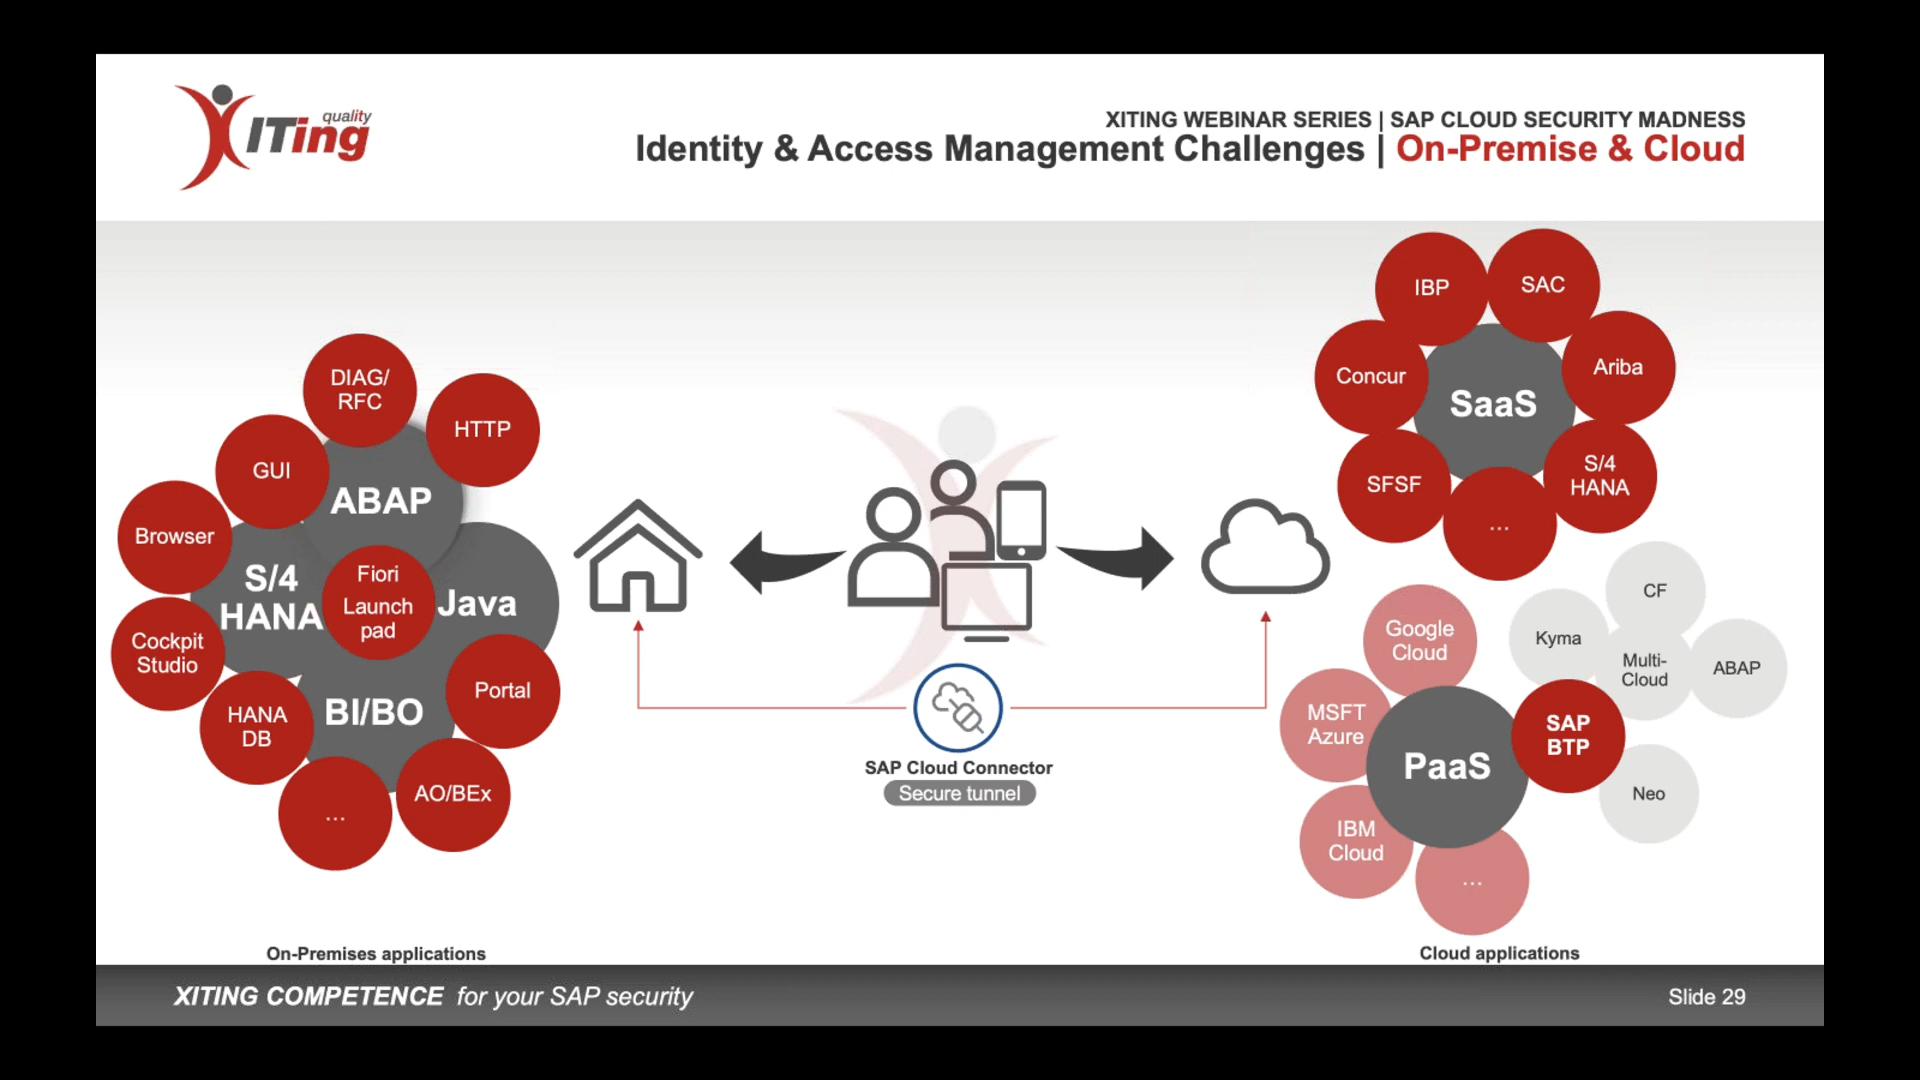 quality
XITing
XITING WEBINAR SERIES | SAP CLOUD SECURITY MADNESS
Identity & Access Management Challenges | On-Premise & Cloud
DIAG/
RFC
HTTP
GUI
ABAP
Browser
S/4
HANA
Fiori
Launch
pad
Java
Cockpit
Studio
HANA
DB
BI/BO
Portal
AO/BEx
...
On-Premises applications
SAP Cloud Connector
Secure tunnel
IBP
SAC
Concur
Ariba
SaaS
SFSF
S/4
HANA
...
Google
Cloud
MSFT
Azure
PaaS
IBM
Cloud
...
SAP
BTP
Kyma
CF
Multi-
Cloud
ABAP
Neo
Cloud applications
XITING COMPETENCE for your SAP security
Slide 29